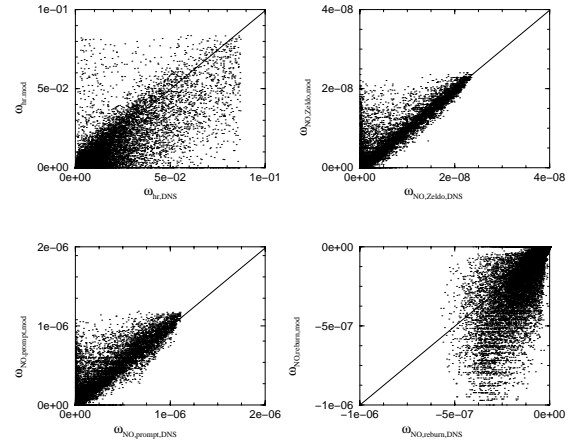 1e−01
5e−02
0e+00
ω_hr,mod
0e+00 5e−02 1e−01
ω_hr,DNS
4e−08
2e−08
0e+00
ω_NO,Zeldo,mod
0e+00 2e−08 4e−08
ω_NO,Zeldo,DNS
2e−06
1e−06
0e+00
ω_NO,prompt,mod
0e+00 1e−06 2e−06
ω_NO,prompt,DNS
0e+00
−5e−07
−1e−06
ω_NO,reburn,mod
−1e−06 −5e−07 0e+00
ω_NO,reburn,DNS